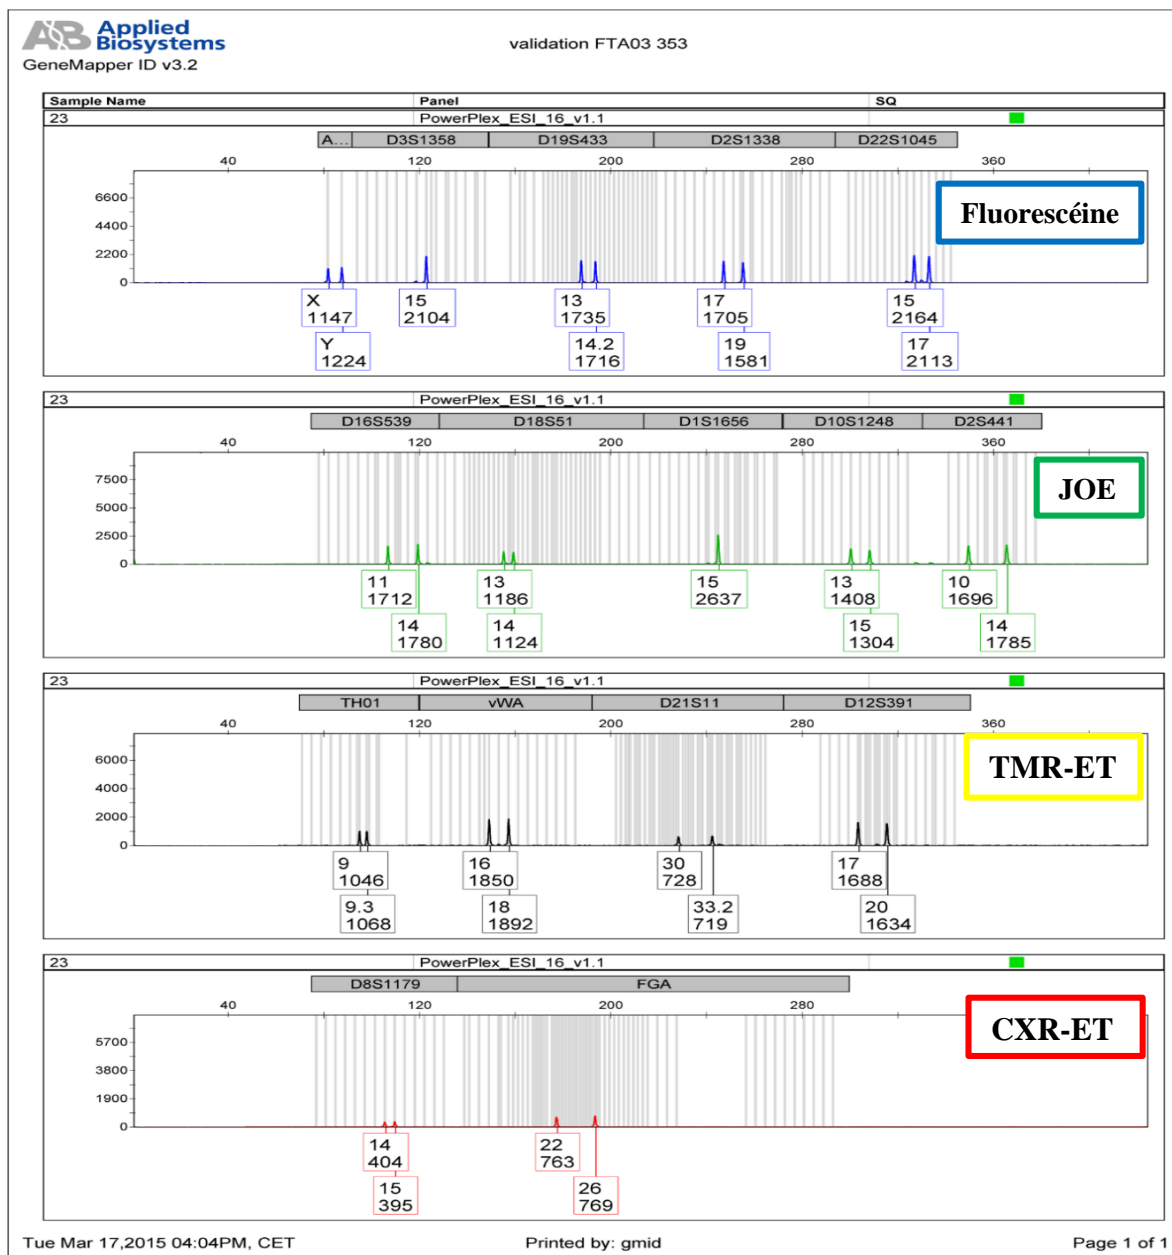 AB Applied
Biosystems
GeneMapper ID v3.2
validation FTA03 353
Sample Name Panel SQ
23 PowerPlex_ESI_16_v1.1
A... D3S1358 D19S433 D2S1338 D22S1045
40 120 200 280 360
6600
4400
2200
0
Fluorescéine
X 15 13 17 15
1147 2104 1735 1705 2164
Y 14.2 19 17
1224 1716 1581 2113
23 PowerPlex_ESI_16_v1.1
D16S539 D18S51 D1S1656 D10S1248 D2S441
40 120 200 280 360
7500
5000
2500
0
JOE
11 13 15 13 10
1712 1186 2637 1408 1696
14 14 15 14
1780 1124 1304 1785
23 PowerPlex_ESI_16_v1.1
TH01 vWA D21S11 D12S391
40 120 200 280 360
6000
4000
2000
0
TMR-ET
9 16 30 17
1046 1850 728 1688
9.3 18 33.2 20
1068 1892 719 1634
23 PowerPlex_ESI_16_v1.1
D8S1179 FGA
40 120 200 280
5700
3800
1900
0
CXR-ET
14 22
404 763
15 26
395 769
Tue Mar 17,2015 04:04PM, CET Printed by: gmid Page 1 of 1